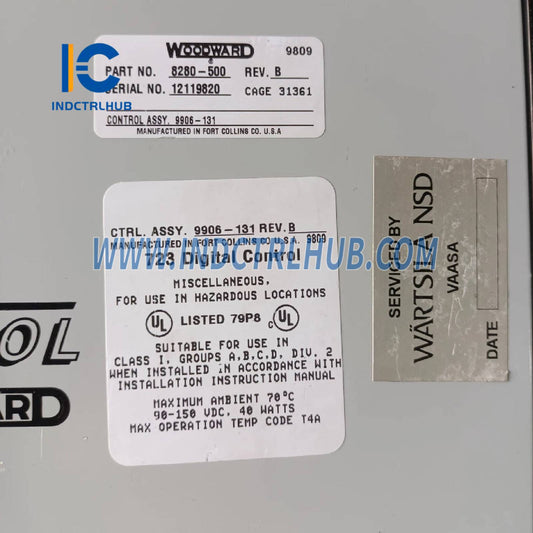 IC
INDCTRLHUB
WOODWARD 9809
PART NO. 8280-500 REV. B
SERIAL NO. 12119820 CAGE 31361
CONTROL ASSY. 9906-131
MANUFACTURED IN FORT COLLINS CO. U.S.A
CTRL. ASSY. 9906-131 REV. B
MANUFACTURED IN FORT COLLINS CO U.S.A. 9809
WWW.INDCTRLHUB.COM
723 Digital Control
MISCELLANEOUS,
FOR USE IN HAZARDOUS LOCATIONS
UL LISTED 79P8 c UL
SUITABLE FOR USE IN
CLASS I, GROUPS A,B,C,D, DIV. 2
WHEN INSTALLED IN ACCORDANCE WITH
INSTALLATION INSTRUCTION MANUAL
MAXIMUM AMBIENT 70°C
90-150 VDC, 40 WATTS
MAX OPERATION TEMP CODE T4A
SERVICED BY
WÄRTSILÄ NSD
VAASA
DATE
OL
ARD